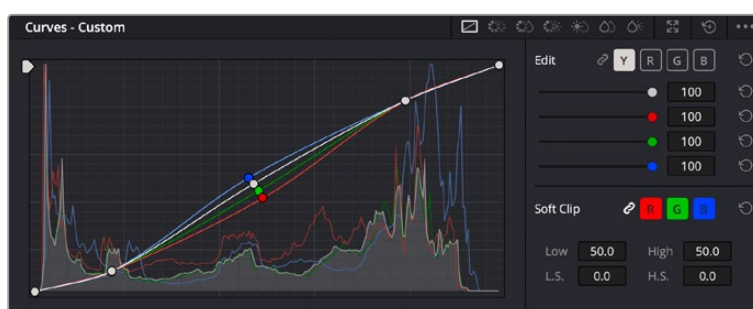 Curves - Custom
Edit Y R G B
100
100
100
100
Soft Clip R G B
Low 50.0 High 50.0
L.S. 0.0 H.S. 0.0